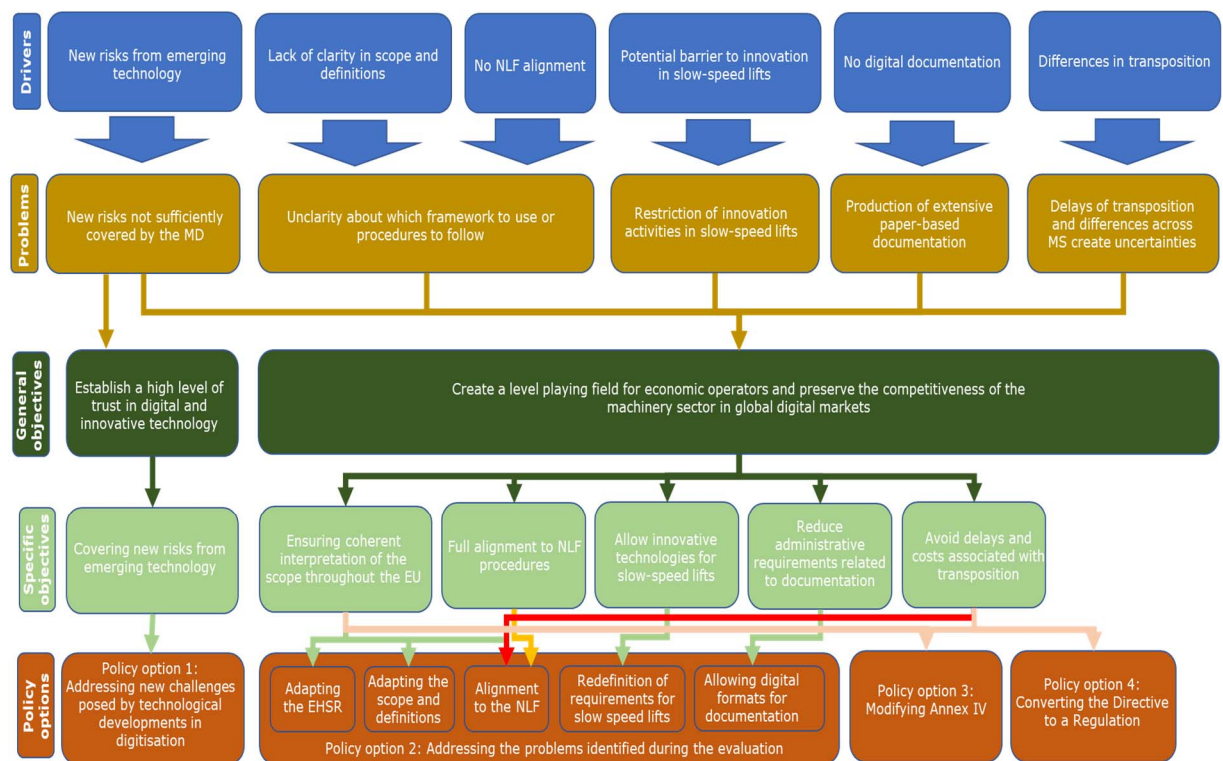 Drivers
New risks from emerging
technology
Lack of clarity in scope and
definitions
No NLF alignment
Potential barrier to innovation
in slow-speed lifts
No digital documentation
Differences in transposition
Problems
New risks not sufficiently
covered by the MD
Unclarity about which framework to use or
procedures to follow
Restriction of innovation
activities in slow-speed lifts
Production of extensive
paper-based
documentation
Delays of transposition
and differences across
MS create uncertainties
General
objectives
Establish a high level of
trust in digital and
innovative technology
Create a level playing field for economic operators and preserve the competitiveness of the
machinery sector in global digital markets
Specific
objectives
Covering new risks from
emerging technology
Ensuring coherent
interpretation of the
scope throughout the EU
Full alignment to NLF
procedures
Allow innovative
technologies for
slow-speed lifts
Reduce
administrative
requirements related
to documentation
Avoid delays and
costs associated with
transposition
Policy
options
Policy option 1:
Addressing new challenges
posed by technological
developments in
digitisation
Adapting
the EHSR
Adapting the
scope and
definitions
Alignment
to the NLF
Redefinition of
requirements for
slow speed lifts
Allowing digital
formats for
documentation
Policy option 2: Addressing the problems identified during the evaluation
Policy option 3:
Modifying Annex IV
Policy option 4:
Converting the Directive
to a Regulation